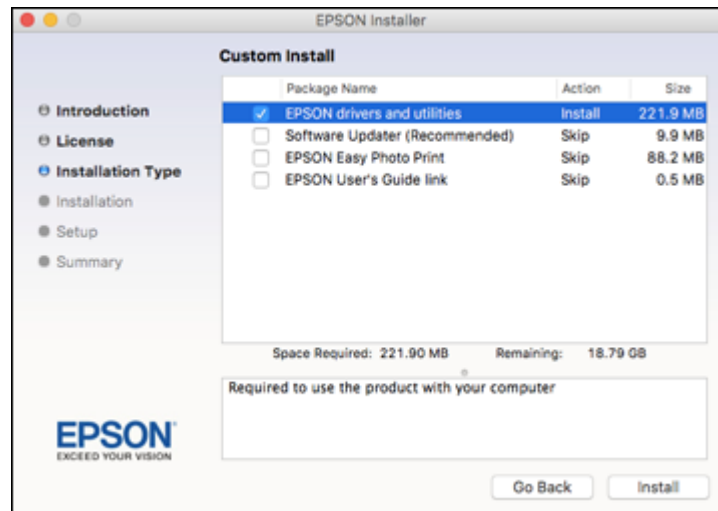 EPSON Installer
Custom Install
Introduction
License
Installation Type
Installation
Setup
Summary
Package Name Action Size
EPSON drivers and utilities Install 221.9 MB
Software Updater (Recommended) Skip 9.9 MB
EPSON Easy Photo Print Skip 88.2 MB
EPSON User's Guide link Skip 0.5 MB
Space Required: 221.90 MB Remaining: 18.79 GB
Required to use the product with your computer
EPSON
EXCEED YOUR VISION
Go Back Install